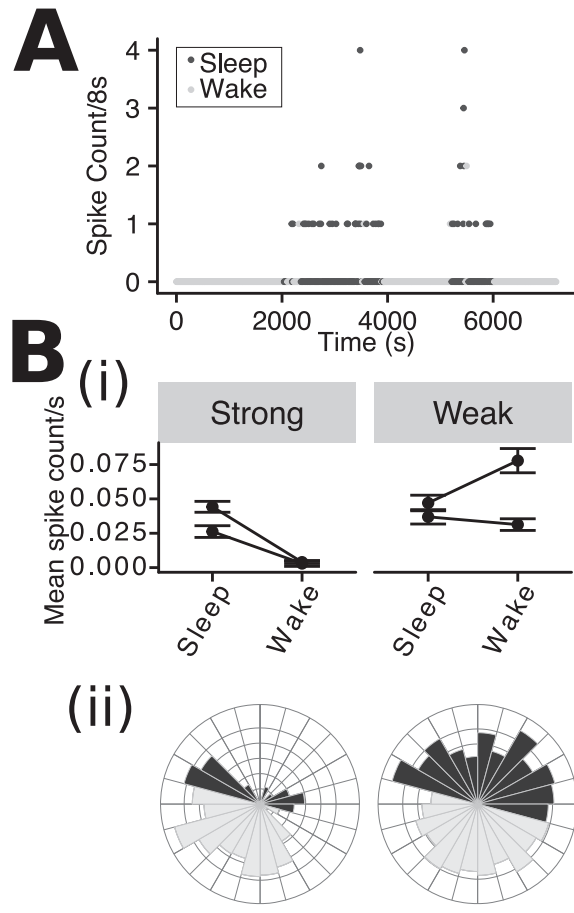 A
Spike Count/8s
4
3
2
1
0
Sleep
Wake
0 2000 4000 6000
Time (s)
B
(i)
Strong Weak
Mean spike count/s
0.075
0.050
0.025
0.000
Sleep Wake Sleep Wake
(ii)